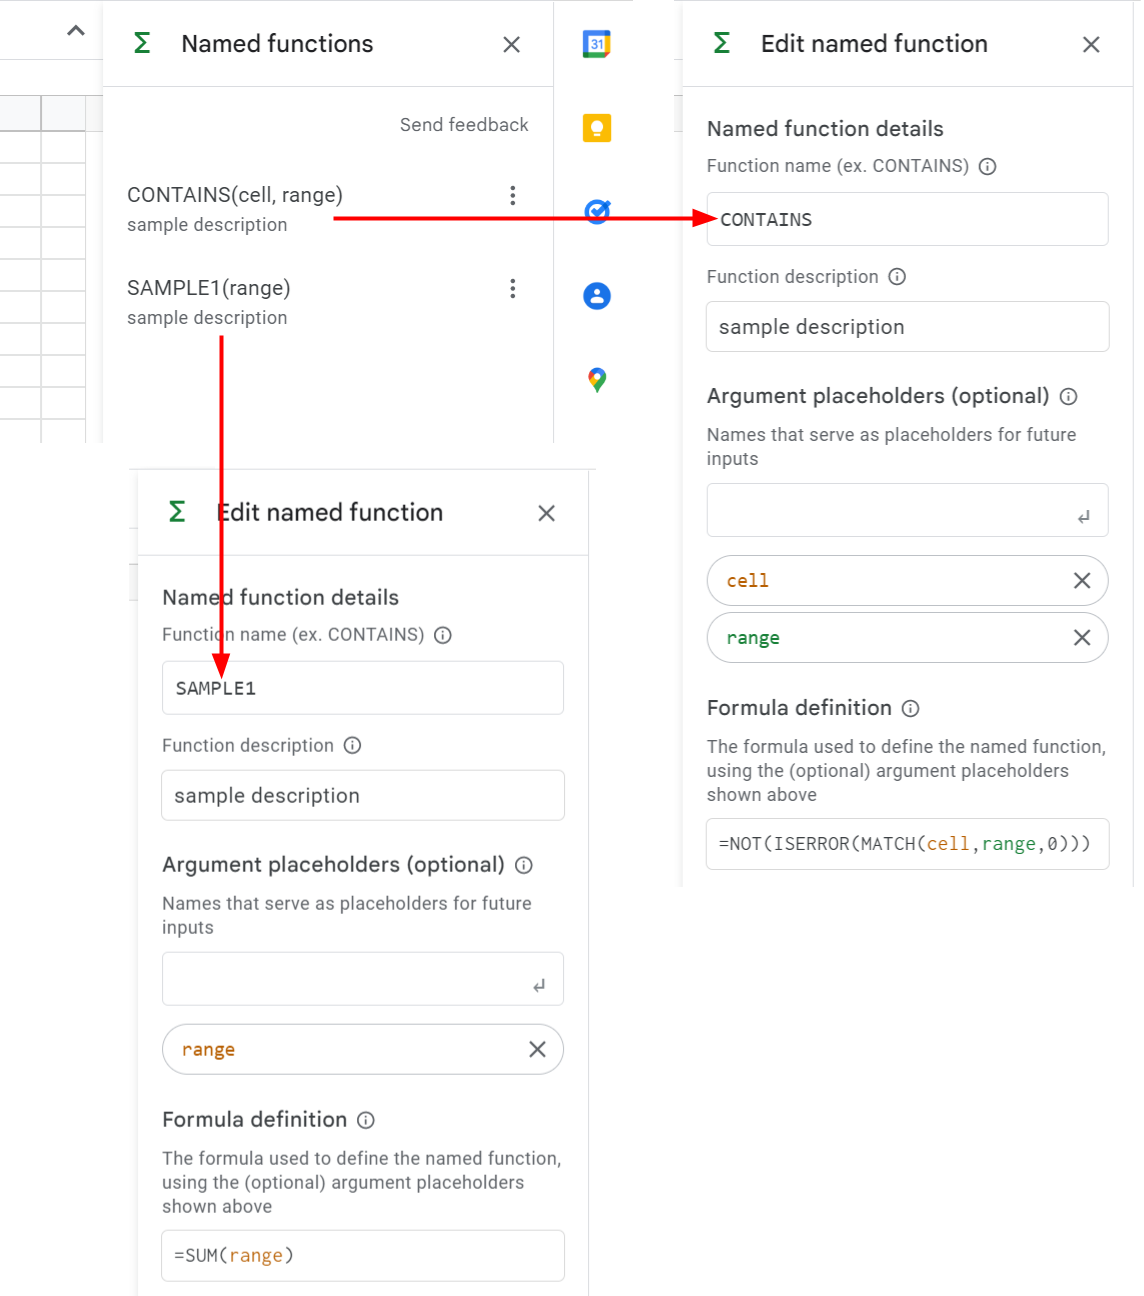 Named functions
Send feedback
CONTAINS(cell, range)
sample description
SAMPLE1(range)
sample description
31
Edit named function
Named function details
Function name (ex. CONTAINS)
CONTAINS
Function description
sample description
Argument placeholders (optional)
Names that serve as placeholders for future
inputs
cell
range
Formula definition
The formula used to define the named function,
using the (optional) argument placeholders
shown above
=NOT(ISERROR(MATCH(cell,range,0)))
Edit named function
Named function details
Function name (ex. CONTAINS)
SAMPLE1
Function description
sample description
Argument placeholders (optional)
Names that serve as placeholders for future
inputs
range
Formula definition
The formula used to define the named function,
using the (optional) argument placeholders
shown above
=SUM(range)